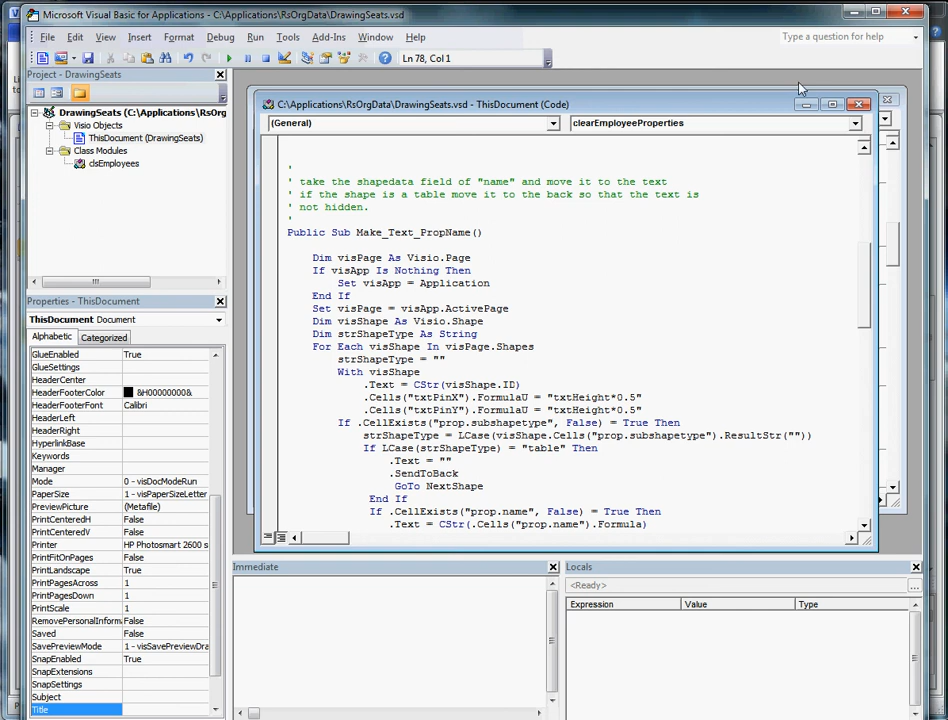 Microsoft Visual Basic for Applications - C:\Applications\RsOrgData\DrawingSeats.vsd
File Edit View Insert Format Debug Run Tools Add-Ins Window Help
Type a question for help
Ln 78, Col 1
Project - DrawingSeats
DrawingSeats (C:\Applications\RsOrg
Visio Objects
ThisDocument (DrawingSeats)
Class Modules
clsEmployees
Properties - ThisDocument
ThisDocument Document
Alphabetic Categorized
GlueEnabled True
GlueSettings
HeaderCenter
HeaderFooterColor &H00000000&
HeaderFooterFont Calibri
HeaderLeft
HeaderRight
HyperlinkBase
Keywords
Manager
Mode 0 - visDocModeRun
PaperSize 1 - visPaperSizeLetter
PreviewPicture (Metafile)
PrintCenteredH False
PrintCenteredV False
Printer HP Photosmart 2600 s
PrintFitOnPages False
PrintLandscape True
PrintPagesAcross 1
PrintPagesDown 1
PrintScale 1
RemovePersonalInforma False
Saved False
SavePreviewMode 1 - visSavePreviewDra
SnapEnabled True
SnapExtensions
SnapSettings
Subject
Title
C:\Applications\RsOrgData\DrawingSeats.vsd - ThisDocument (Code)
(General) clearEmployeeProperties
'
' take the shapedata field of "name" and move it to the text
' if the shape is a table move it to the back so that the text is
' not hidden.
'
Public Sub Make_Text_PropName()
Dim visPage As Visio.Page
If visApp Is Nothing Then
Set visApp = Application
End If
Set visPage = visApp.ActivePage
Dim visShape As Visio.Shape
Dim strShapeType As String
For Each visShape In visPage.Shapes
strShapeType = ""
With visShape
.Text = CStr(visShape.ID)
.Cells("txtPinX").FormulaU = "txtHeight*0.5"
.Cells("txtPinY").FormulaU = "txtHeight*0.5"
If .CellExists("prop.subshapetype", False) = True Then
strShapeType = LCase(visShape.Cells("prop.subshapetype").ResultStr(""))
If LCase(strShapeType) = "table" Then
.Text = ""
.SendToBack
GoTo NextShape
End If
If .CellExists("prop.name", False) = True Then
.Text = CStr(.Cells("prop.name").Formula)
Immediate
Locals
<Ready>
Expression Value Type